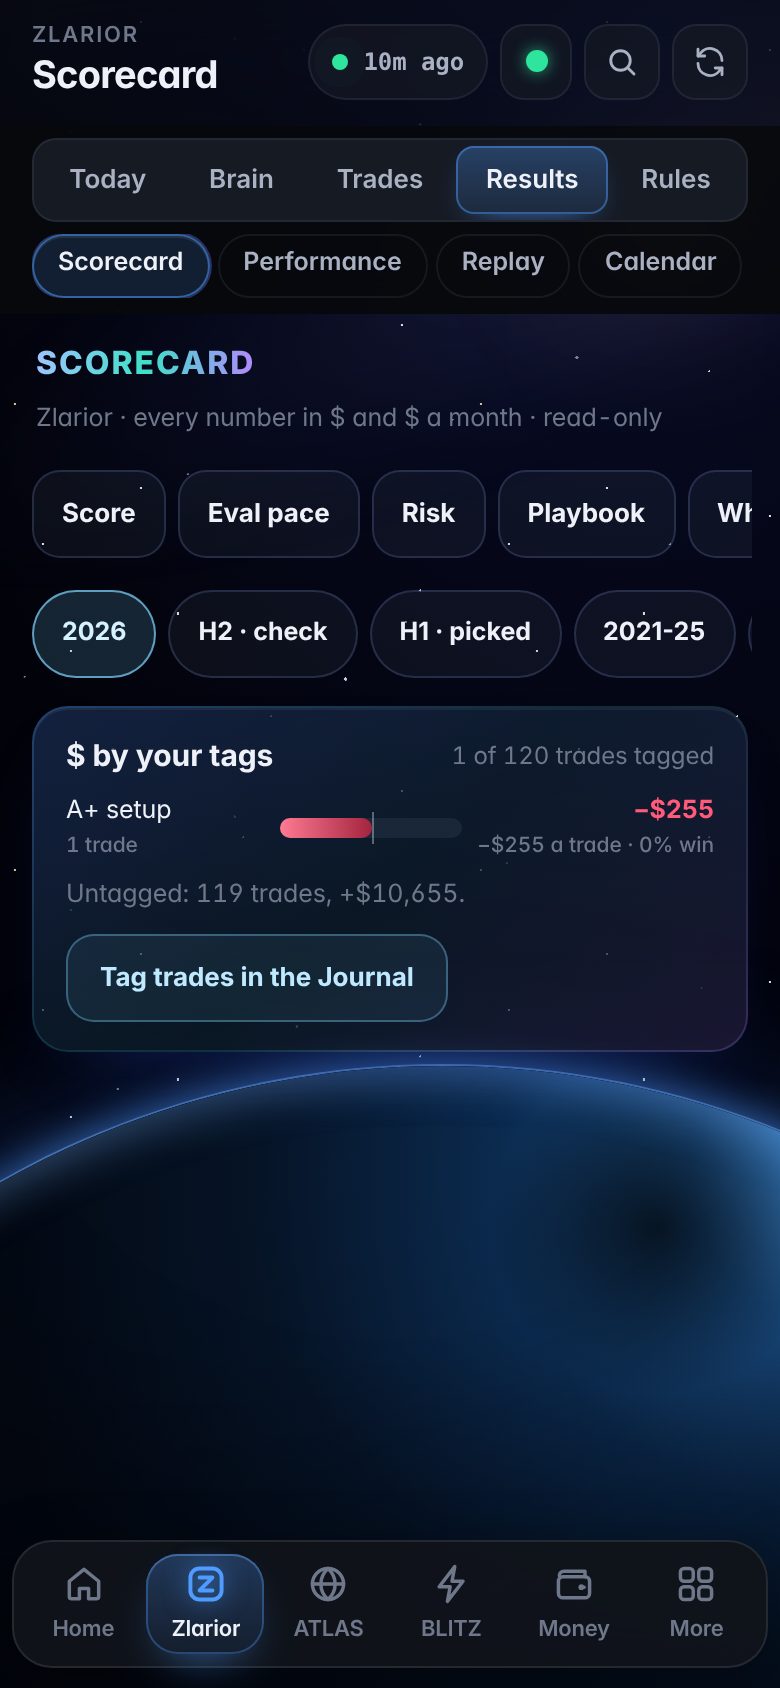 ZLARIOR
Scorecard
10m ago
Today Brain Trades Results Rules
Scorecard Performance Replay Calendar
SCORECARD
Zlarior · every number in $ and $ a month · read-only
Score Eval pace Risk Playbook
2026 H2 · check H1 · picked 2021-25
$ by your tags 1 of 120 trades tagged
A+ setup −$255
1 trade −$255 a trade · 0% win
Untagged: 119 trades, +$10,655.
Tag trades in the Journal
Home Zlarior ATLAS BLITZ Money More